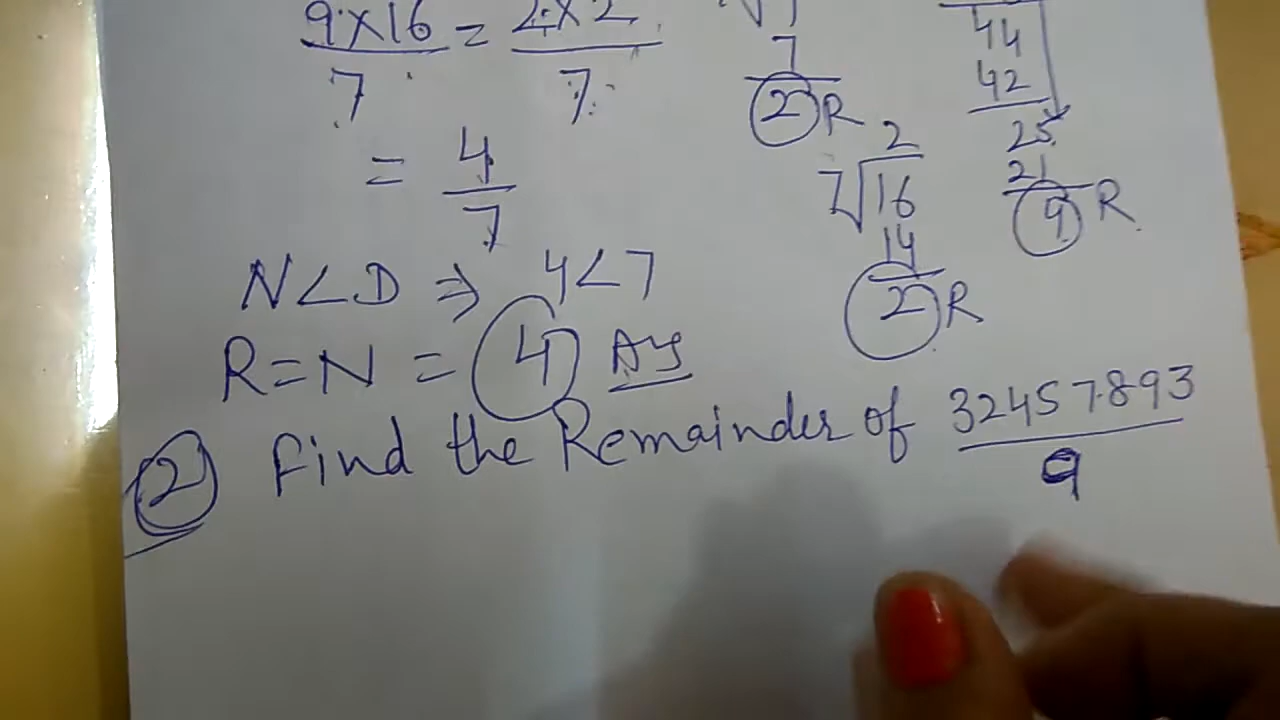 9×16/7 = 2×2/7
= 4/7
N<D ⇒ 4<7
R=N = 4 Ans
7
2 R
2
7√16
14
2 R
44
42
25
21
4 R
2 Find the Remainder of 32457893/9